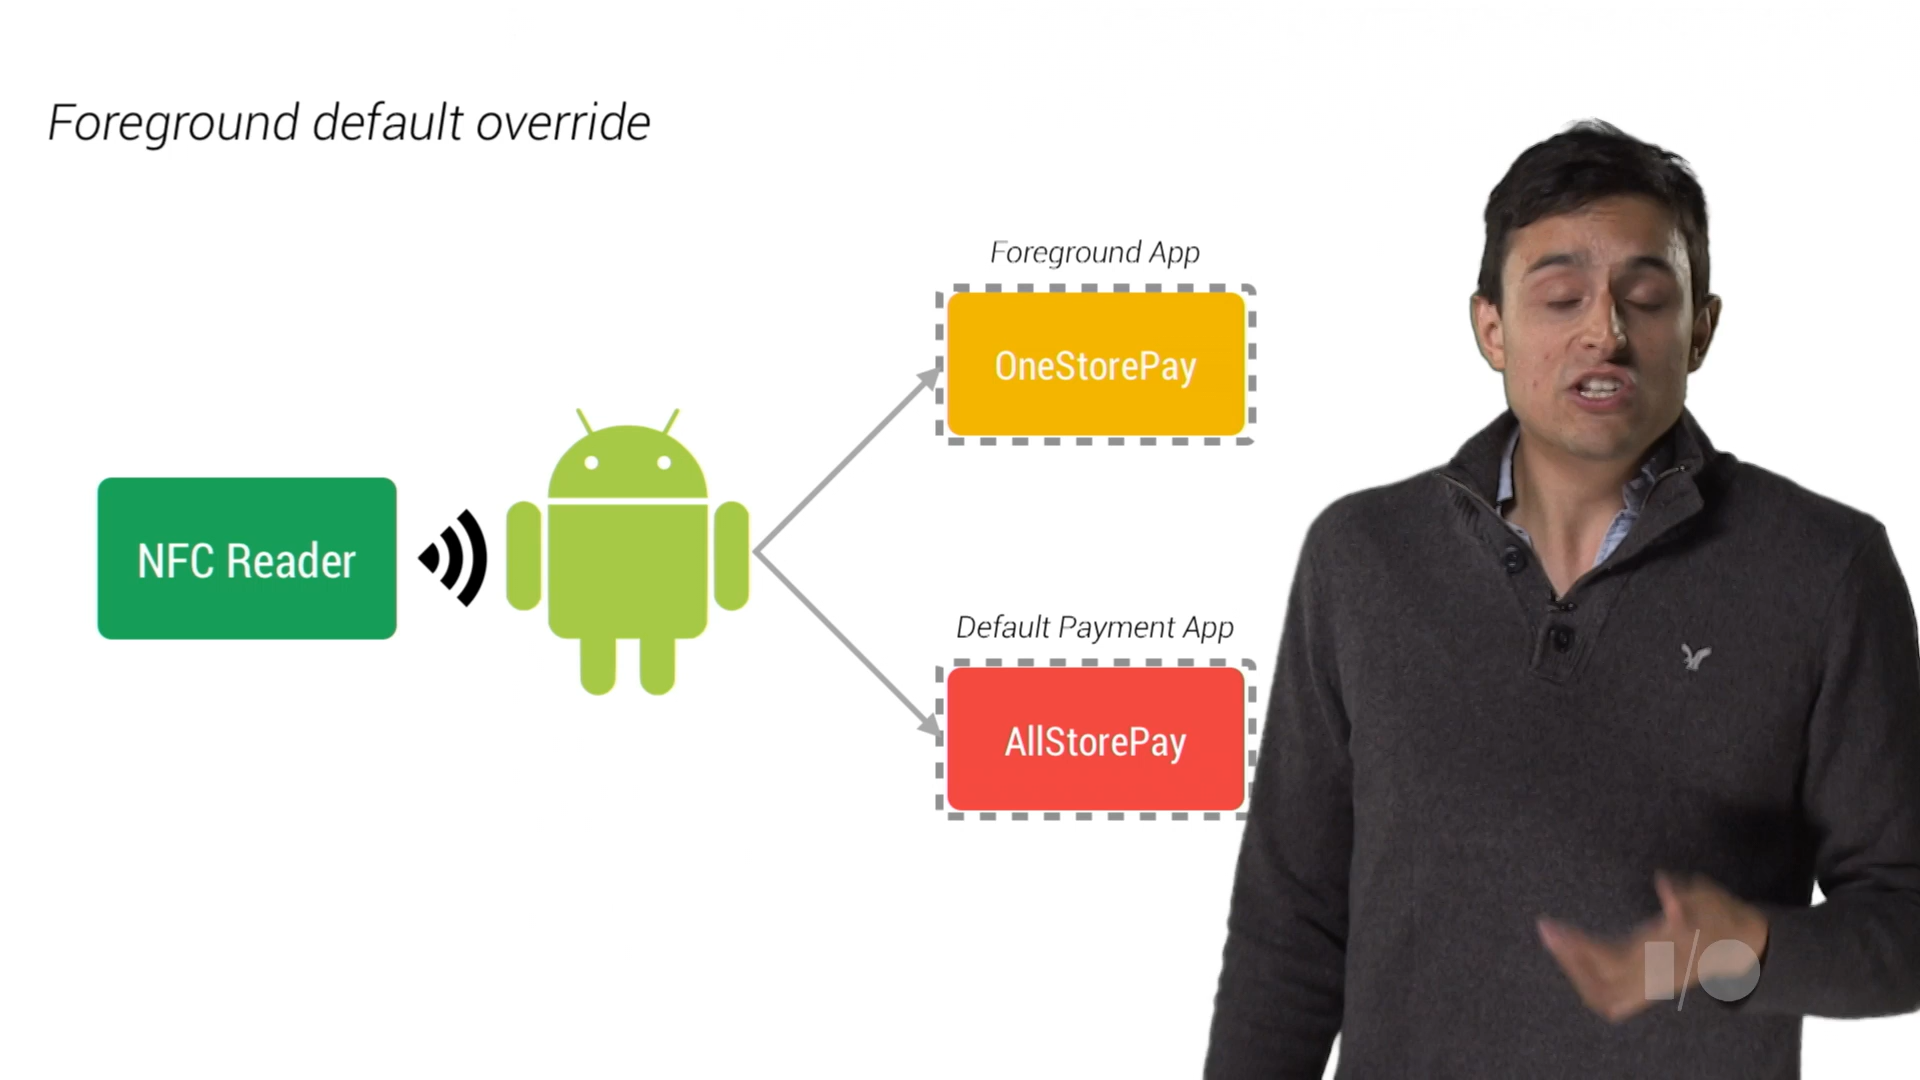 Foreground default override
Foreground App
OneStorePay
NFC Reader
Default Payment App
AllStorePay
I/O